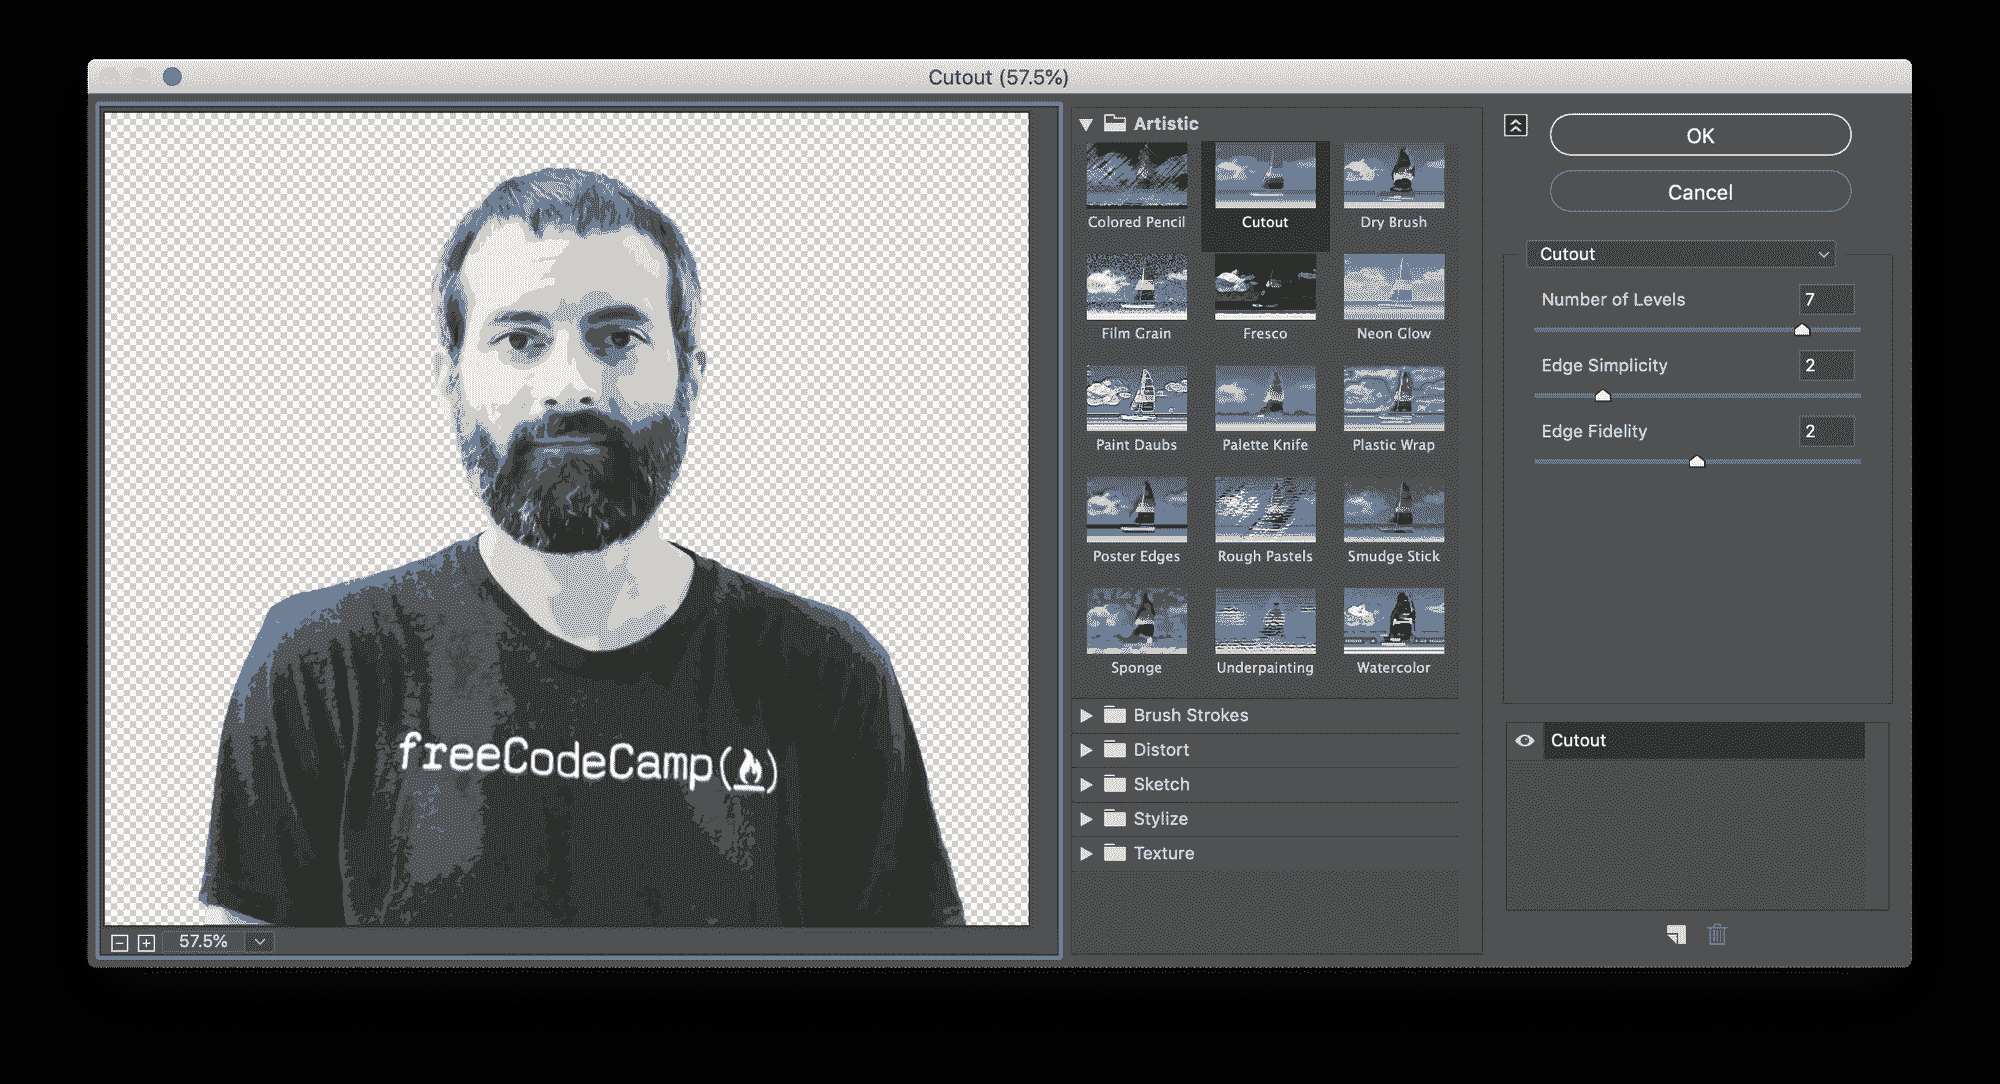 Cutout (57.5%)
freeCodeCamp( )
57.5%
Artistic
Colored Pencil
Cutout
Dry Brush
Film Grain
Fresco
Neon Glow
Paint Daubs
Palette Knife
Plastic Wrap
Poster Edges
Rough Pastels
Smudge Stick
Sponge
Underpainting
Watercolor
Brush Strokes
Distort
Sketch
Stylize
Texture
OK
Cancel
Cutout
Number of Levels 7
Edge Simplicity 2
Edge Fidelity 2
Cutout